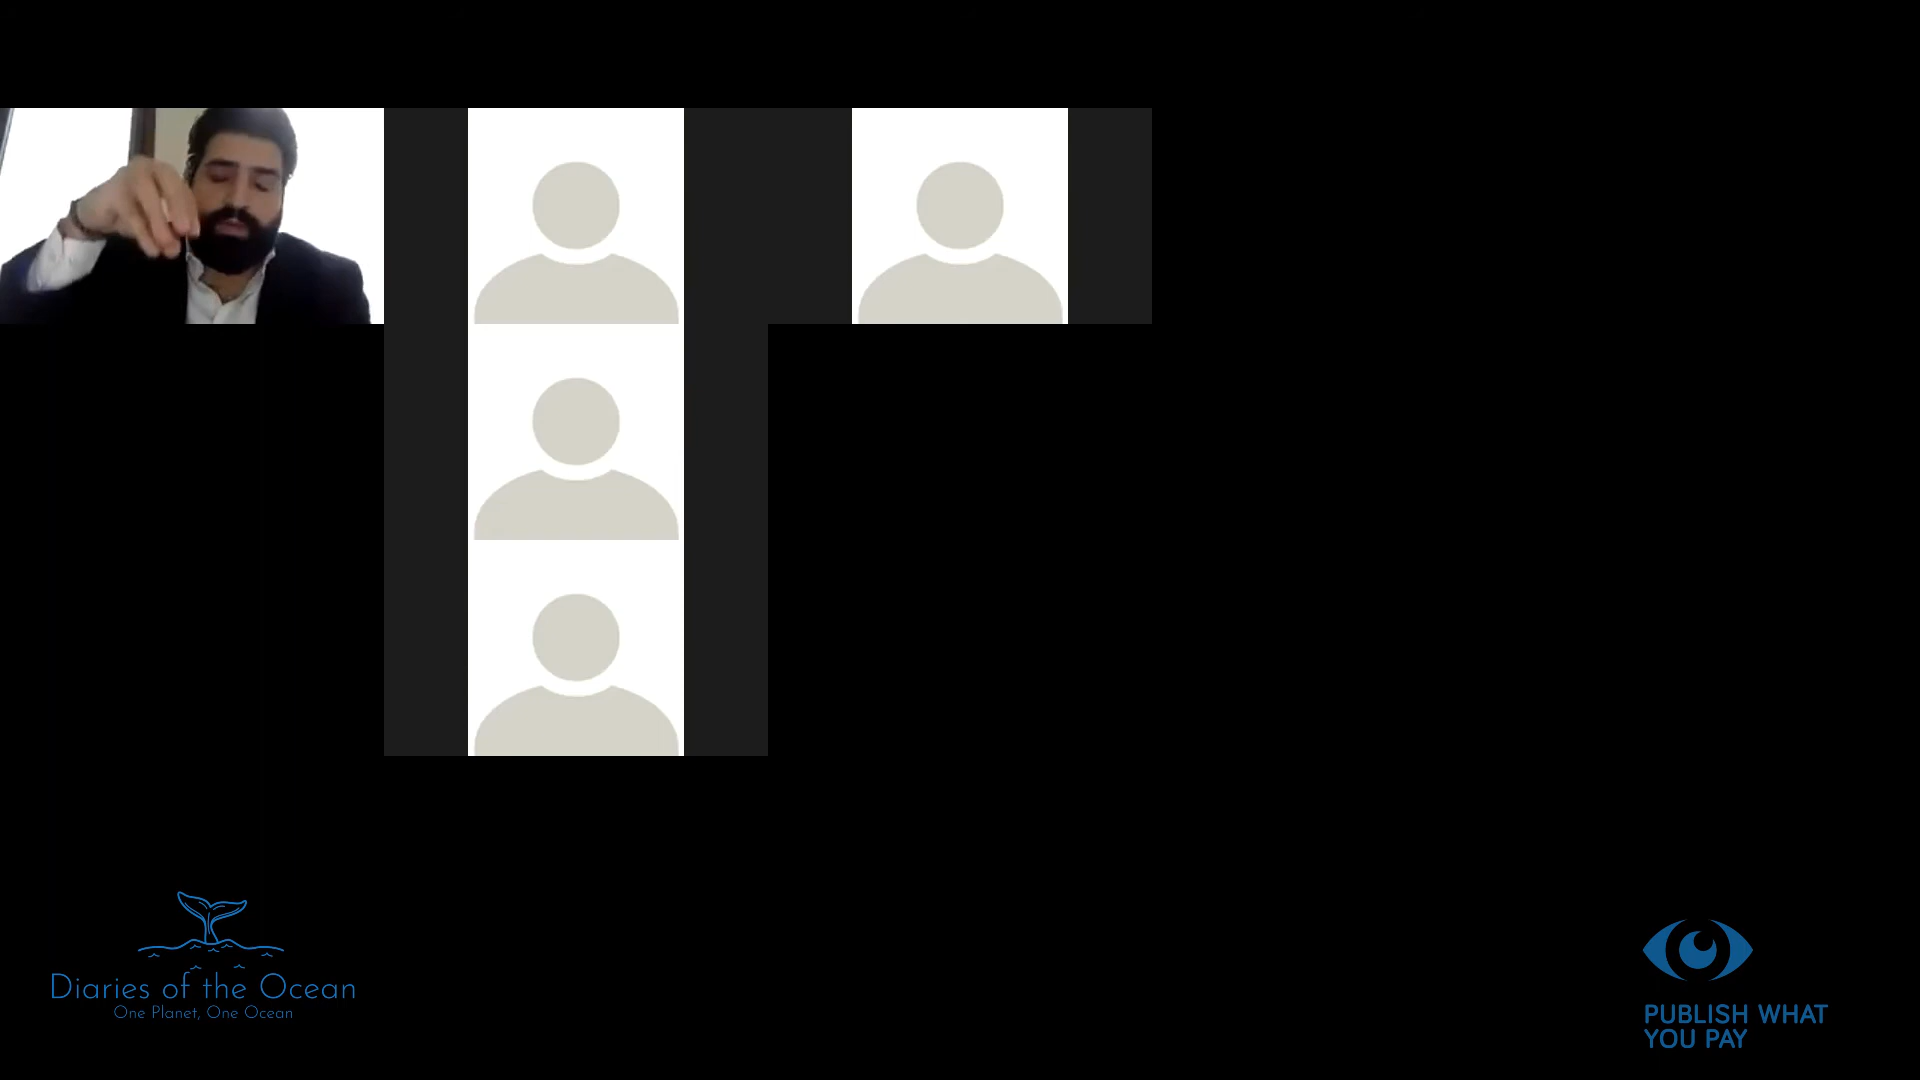 Diaries of the Ocean
One Planet, One Ocean
PUBLISH WHAT
YOU PAY